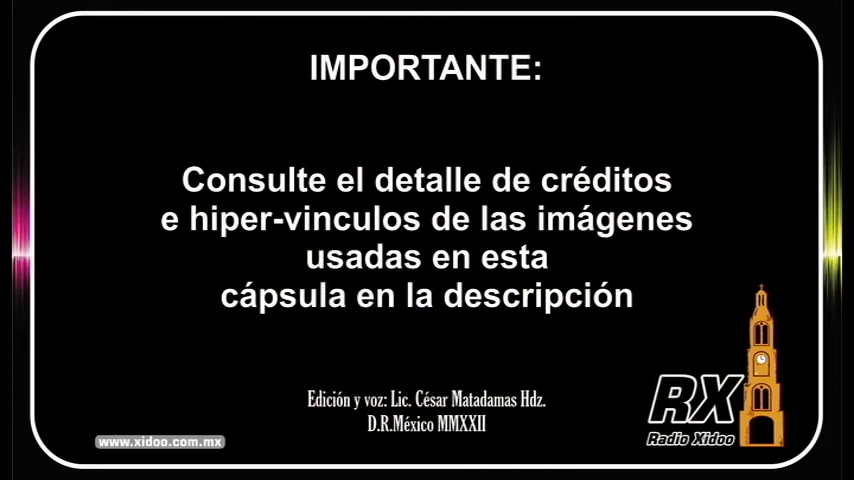 IMPORTANTE:
Consulte el detalle de créditos
e hiper-vinculos de las imágenes
usadas en esta
cápsula en la descripción
Edición y voz: Lic. César Matadamas Hdz.
D.R.México MMXXII
www.xidoo.com.mx
RX
Radio Xidoo